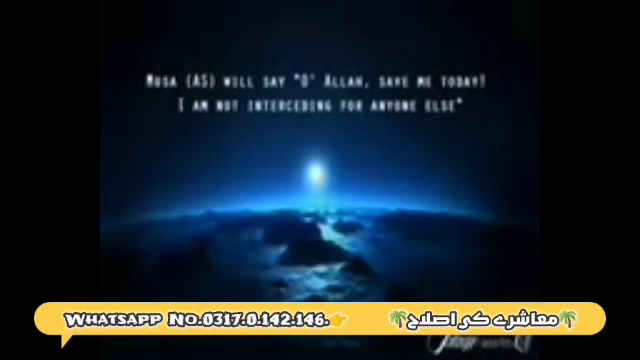 MUSA (AS) WILL SAY "O' ALLAH, SAVE ME TODAY!
I AM NOT INTERCEDING FOR ANYONE ELSE"
WHATSAPP NO.0317.0.142.146.👉 🌴معاشرے کی اصلاح🌴